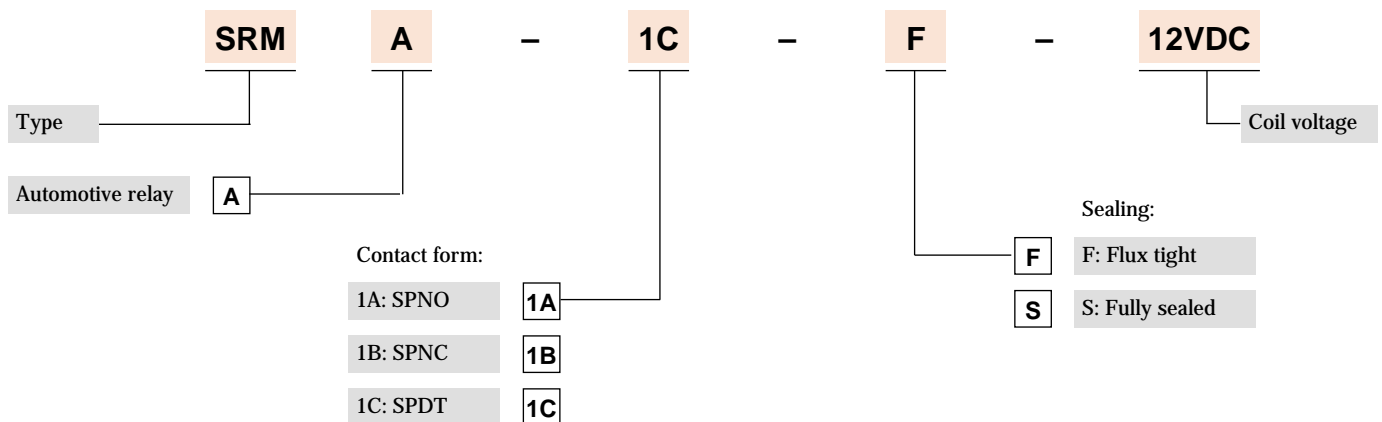 SRM A – 1C – F – 12VDC
Type
Coil voltage
Automotive relay A
Sealing:
Contact form:
F F: Flux tight
1A: SPNO 1A
S S: Fully sealed
1B: SPNC 1B
1C: SPDT 1C